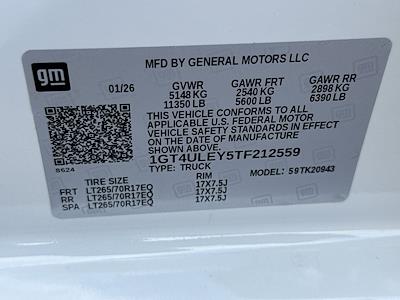 gm
MFD BY GENERAL MOTORS LLC
01/26 GVWR GAWR FRT GAWR RR
5148 KG 2540 KG 2898 KG
11350 LB 5600 LB 6390 LB
THIS VEHICLE CONFORMS TO ALL
APPLICABLE U.S. FEDERAL MOTOR
VEHICLE SAFETY STANDARDS IN EFFECT ON
THE DATE OF MANUFACTURE SHOWN ABOVE.
1GT4ULEY5TF212559
8624 TYPE: TRUCK MODEL: 59TK20943
TIRE SIZE RIM
FRT LT265/70R17EQ 17X7.5J
RR LT265/70R17EQ 17X7.5J
SPA LT265/70R17EQ 17X7.5J